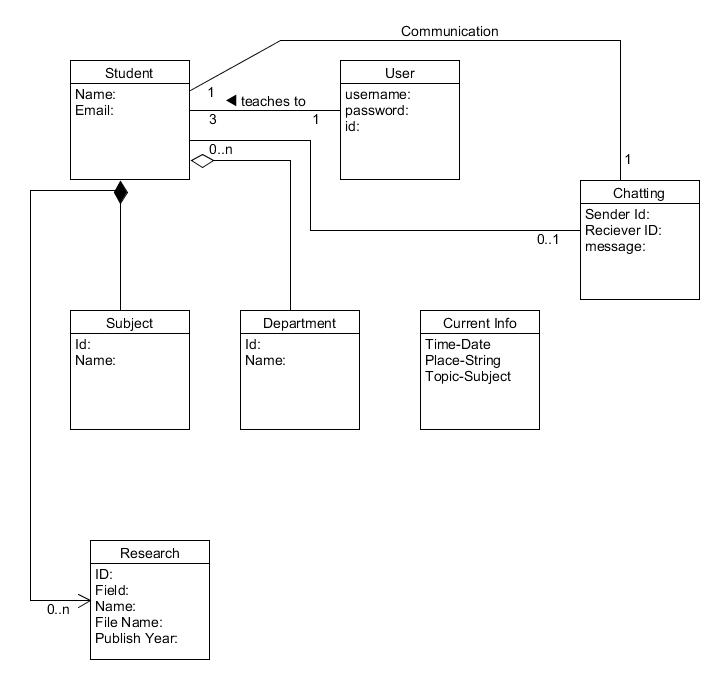 Communication
Student
Name:
Email:
1
◄ teaches to
3
1
User
username:
password:
id:
0..n
1
Chatting
Sender Id:
Reciever ID:
message:
0..1
Subject
Id:
Name:
Department
Id:
Name:
Current Info
Time-Date
Place-String
Topic-Subject
Research
ID:
Field:
Name:
File Name:
Publish Year:
0..n